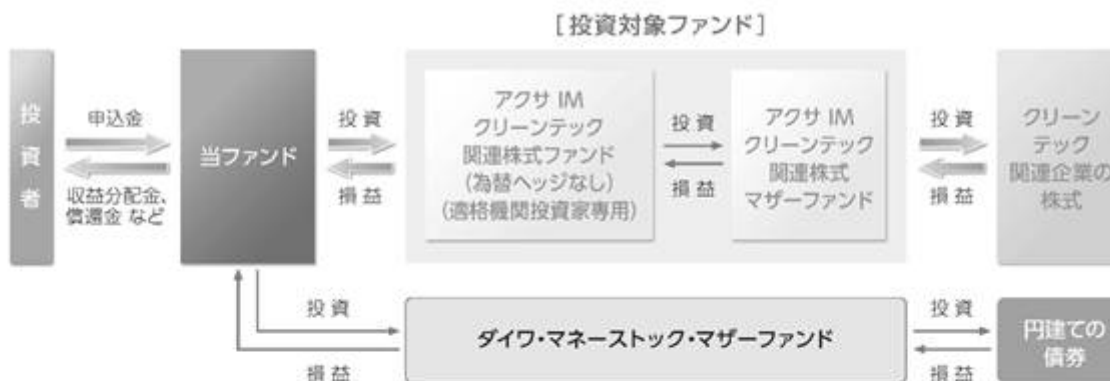 [投資対象ファンド]
投資者
申込金
収益分配金、
償還金 など
当ファンド
投資
損益
アクサ IM
クリーンテック
関連株式ファンド
(為替ヘッジなし)
(適格機関投資家専用)
投資
損益
アクサ IM
クリーンテック
関連株式
マザーファンド
投資
損益
クリーン
テック
関連企業の
株式
投資
損益
ダイワ・マネーストック・マザーファンド
投資
損益
円建ての
債券